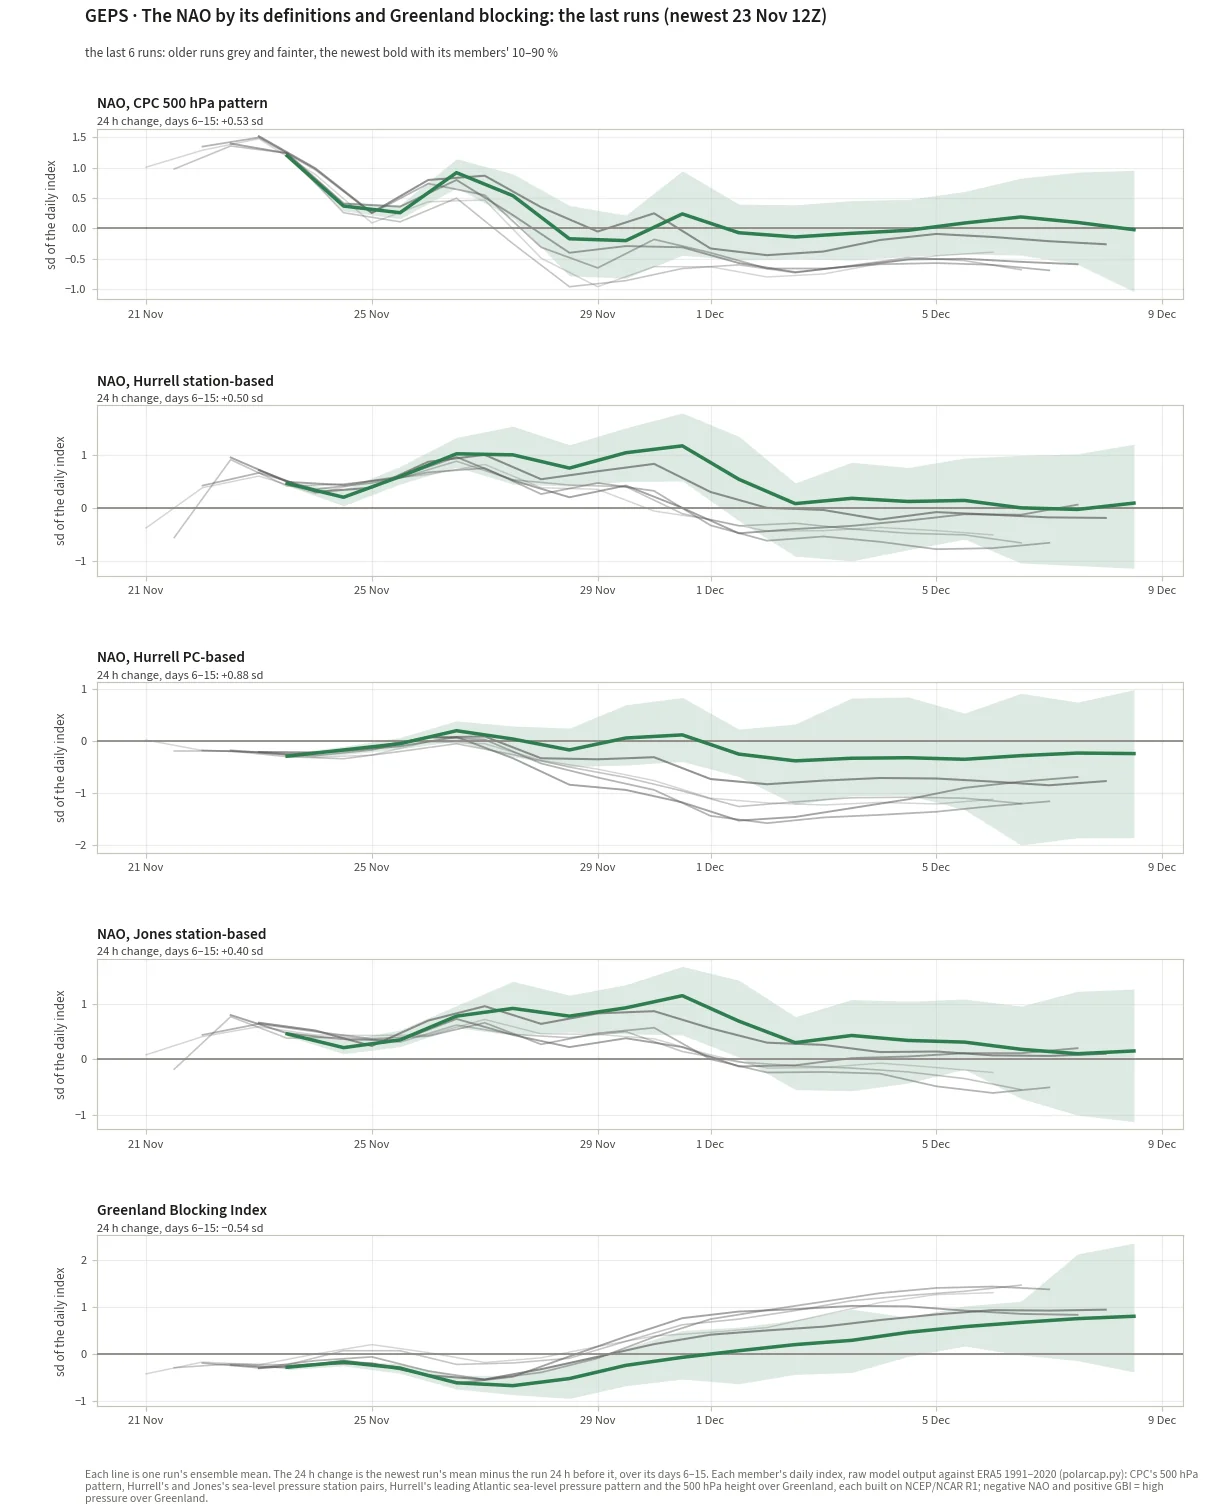 GEPS · The NAO by its definitions and Greenland blocking: the last runs (newest 23 Nov 12Z)
the last 6 runs: older runs grey and fainter, the newest bold with its members' 10–90 %
NAO, CPC 500 hPa pattern
24 h change, days 6–15: +0.53 sd
sd of the daily index
1.5
1.0
0.5
0.0
−0.5
−1.0
21 Nov 25 Nov 29 Nov 1 Dec 5 Dec 9 Dec
NAO, Hurrell station-based
24 h change, days 6–15: +0.50 sd
sd of the daily index
1
0
−1
21 Nov 25 Nov 29 Nov 1 Dec 5 Dec 9 Dec
NAO, Hurrell PC-based
24 h change, days 6–15: +0.88 sd
sd of the daily index
1
0
−1
−2
21 Nov 25 Nov 29 Nov 1 Dec 5 Dec 9 Dec
NAO, Jones station-based
24 h change, days 6–15: +0.40 sd
sd of the daily index
1
0
−1
21 Nov 25 Nov 29 Nov 1 Dec 5 Dec 9 Dec
Greenland Blocking Index
24 h change, days 6–15: −0.54 sd
sd of the daily index
2
1
0
−1
21 Nov 25 Nov 29 Nov 1 Dec 5 Dec 9 Dec
Each line is one run's ensemble mean. The 24 h change is the newest run's mean minus the run 24 h before it, over its days 6–15. Each member's daily index, raw model output against ERA5 1991–2020 (polarcap.py): CPC's 500 hPa
pattern, Hurrell's and Jones's sea-level pressure station pairs, Hurrell's leading Atlantic sea-level pressure pattern and the 500 hPa height over Greenland, each built on NCEP/NCAR R1; negative NAO and positive GBI = high
pressure over Greenland.